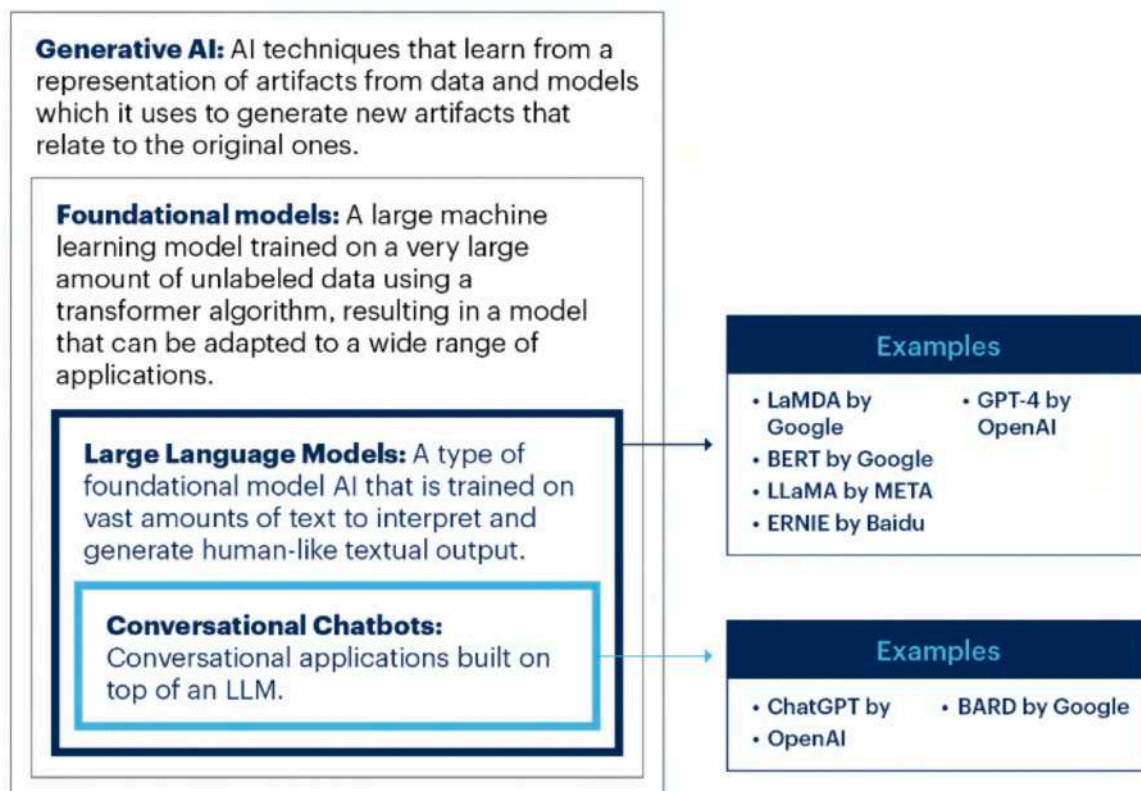 Generative AI: AI techniques that learn from a
representation of artifacts from data and models
which it uses to generate new artifacts that
relate to the original ones.
Foundational models: A large machine
learning model trained on a very large
amount of unlabeled data using a
transformer algorithm, resulting in a model
that can be adapted to a wide range of
applications.
Large Language Models: A type of
foundational model AI that is trained on
vast amounts of text to interpret and
generate human-like textual output.
Conversational Chatbots:
Conversational applications built on
top of an LLM.
Examples
• LaMDA by
Google
• BERT by Google
• LLaMA by META
• ERNIE by Baidu
• GPT-4 by
OpenAI
Examples
• ChatGPT by
• OpenAI
• BARD by Google